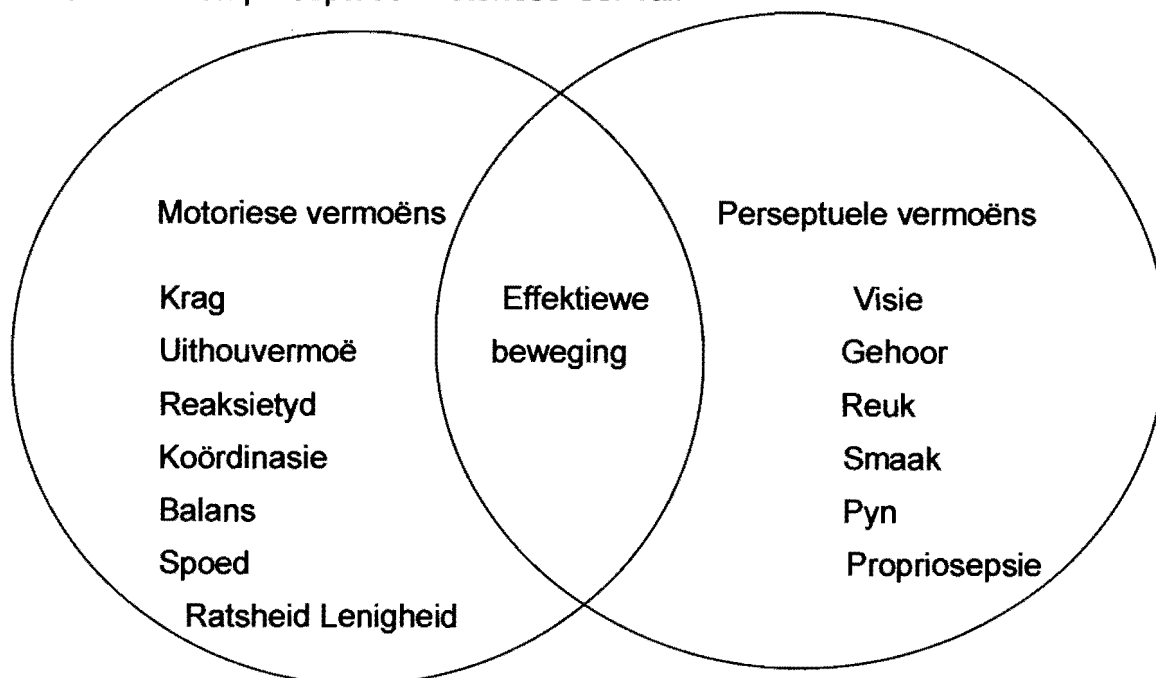 Motoriese vermoëns
Krag
Uithouvermoë
Reaksietyd
Koördinasie
Balans
Spoed
Ratsheid Lenigheid
Effektiewe
beweging
Perseptuele vermoëns
Visie
Gehoor
Reuk
Smaak
Pyn
Propriosepsie